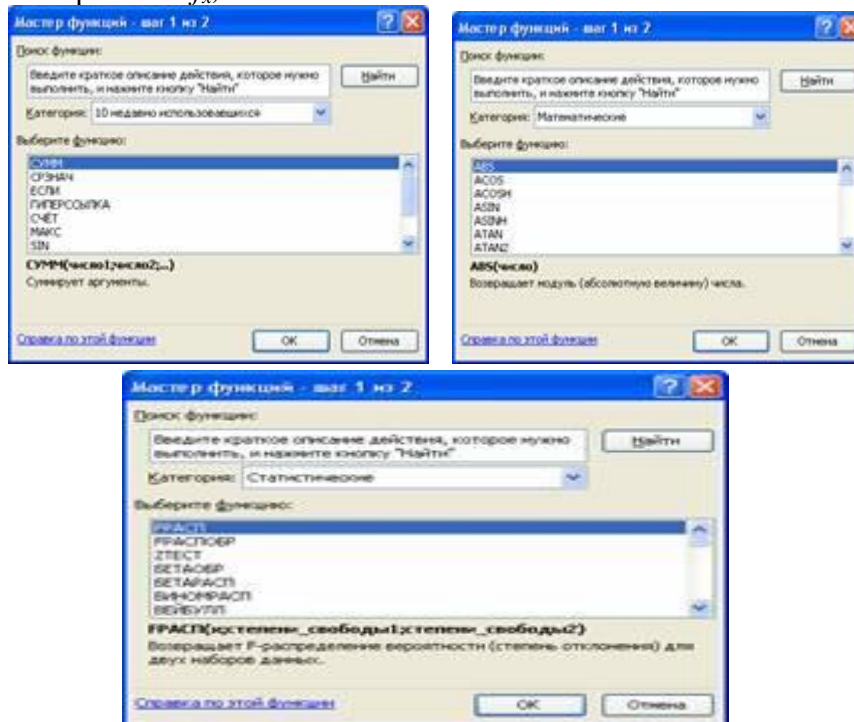 Мастер функций - шаг 1 из 2
Поиск функции:
Введите краткое описание действия, которое нужно
выполнить, и нажмите кнопку "Найти"
Найти
Категория: 10 недавно использовавшихся
Выберите функцию:
СУММ
СРЗНАЧ
ЕСЛИ
ГИПЕРССЫЛКА
СЧЁТ
МАКС
SIN
СУММ(число1;число2;...)
Суммирует аргументы.
Справка по этой функции
ОК
Отмена
Мастер функций - шаг 1 из 2
Поиск функции:
Введите краткое описание действия, которое нужно
выполнить, и нажмите кнопку "Найти"
Найти
Категория: Математические
Выберите функцию:
ABS
ACOS
ACOSH
ASIN
ASINH
ATAN
ATAN2
ABS(число)
Возвращает модуль (абсолютную величину) числа.
Справка по этой функции
ОК
Отмена
Мастер функций - шаг 1 из 2
Поиск функции:
Введите краткое описание действия, которое нужно
выполнить, и нажмите кнопку "Найти"
Найти
Категория: Статистические
Выберите функцию:
FРАСП
FРАСПОБР
ZТЕСТ
БЕТАОБР
БЕТАРАСП
БИНОМРАСП
ВЕЙБУЛЛ
FРАСП(x;степени_свободы1;степени_свободы2)
Возвращает F-распределение вероятности (степень отклонения) для
двух наборов данных.
Справка по этой функции
ОК
Отмена